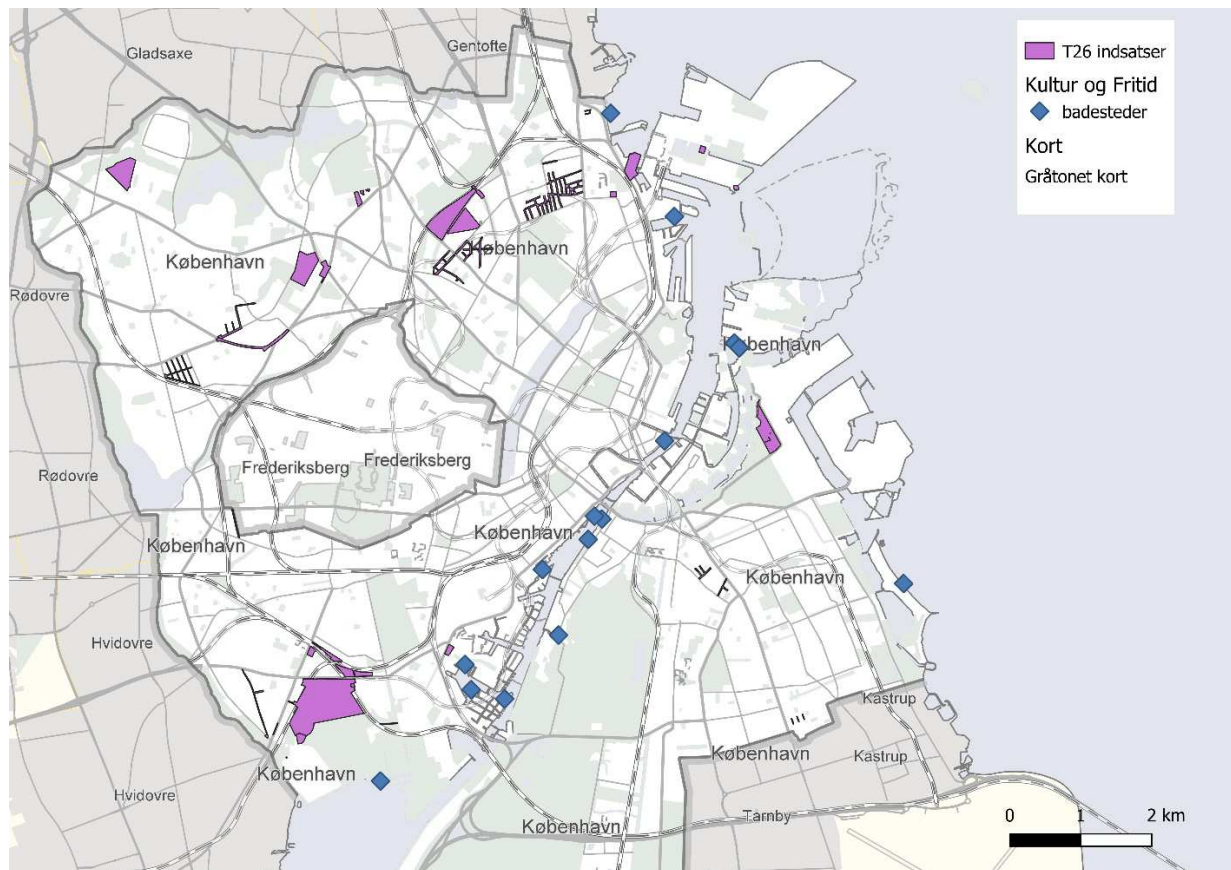 Gladsaxe
Gentofte
T26 indsatser
Kultur og Fritid
badesteder
Kort
Gråtonet kort
København
København
Rødovre
København
Frederiksberg
Frederiksberg
Rødovre
København
København
København
Hvidovre
Kastrup
København
Kastrup
København
Hvidovre
Tårnby
København
0 1 2 km